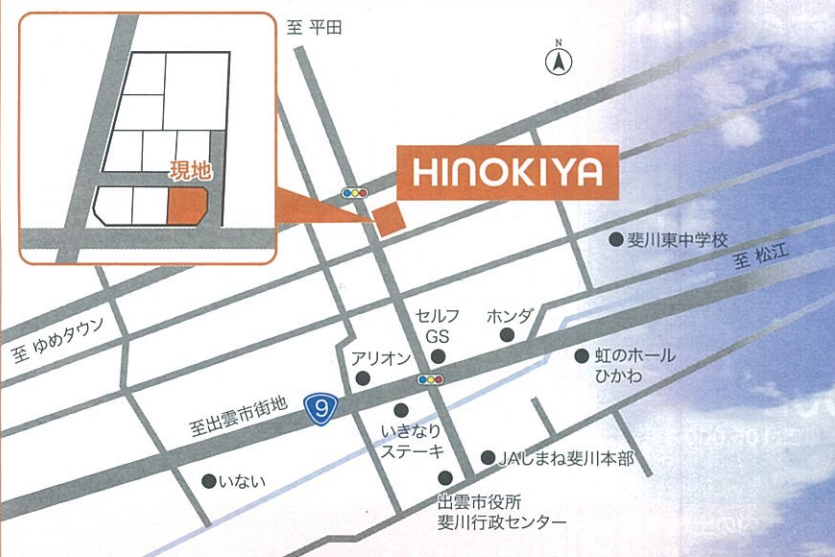 至 平田
N
現地
HINOKIYA
斐川東中学校
至 松江
セルフ
GS
ホンダ
至 ゆめタウン
アリオン
虹のホール
ひかわ
至出雲市街地
9
いきなり
ステーキ
JAしまね斐川本部
いない
出雲市役所
斐川行政センター